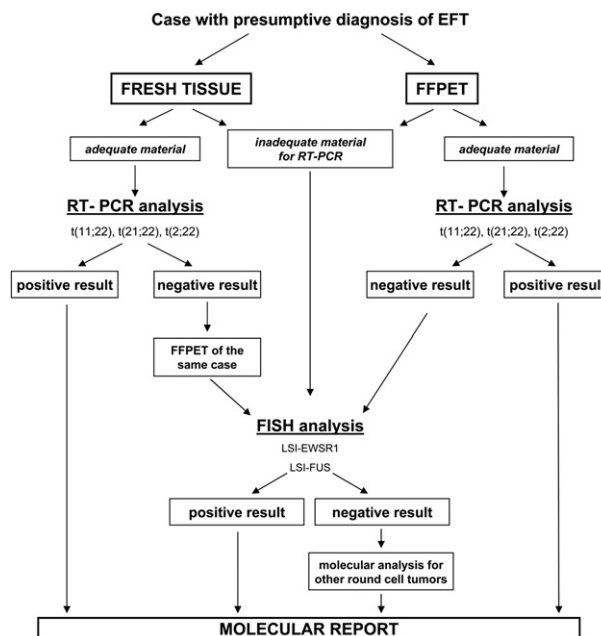 Case with presumptive diagnosis of EFT
FRESH TISSUE
FFPET
adequate material
inadequate material
for RT-PCR
adequate material
RT- PCR analysis
t(11;22), t(21;22), t(2;22)
RT- PCR analysis
t(11;22), t(21;22), t(2;22)
positive result
negative result
negative result
positive result
FFPET of the
same case
FISH analysis
LSI-EWSR1
LSI-FUS
positive result
negative result
molecular analysis for
other round cell tumors
MOLECULAR REPORT